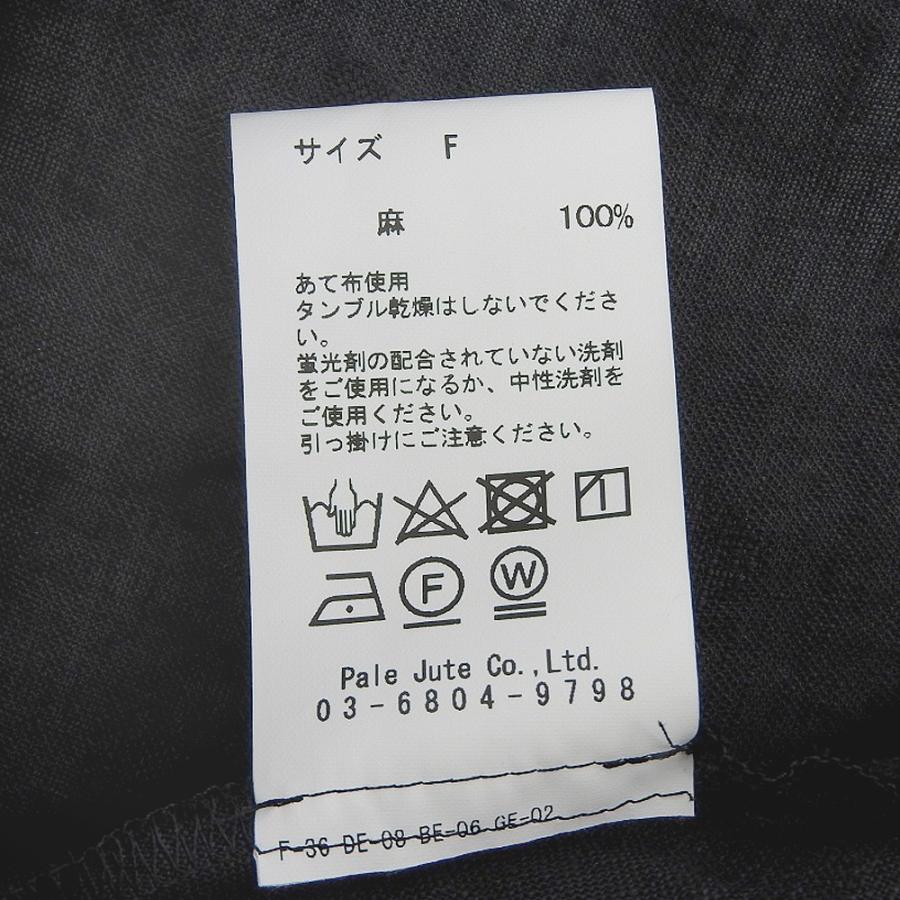 サイズ F
麻 100%
あて布使用
タンブル乾燥はしないでくださ
い。
蛍光剤の配合されていない洗剤
をご使用になるか、中性洗剤を
ご使用ください。
引っ掛けにご注意ください。
F W
Pale Jute Co.,Ltd.
03-6804-9798
F-36 DE-08 BE-06 GE-02